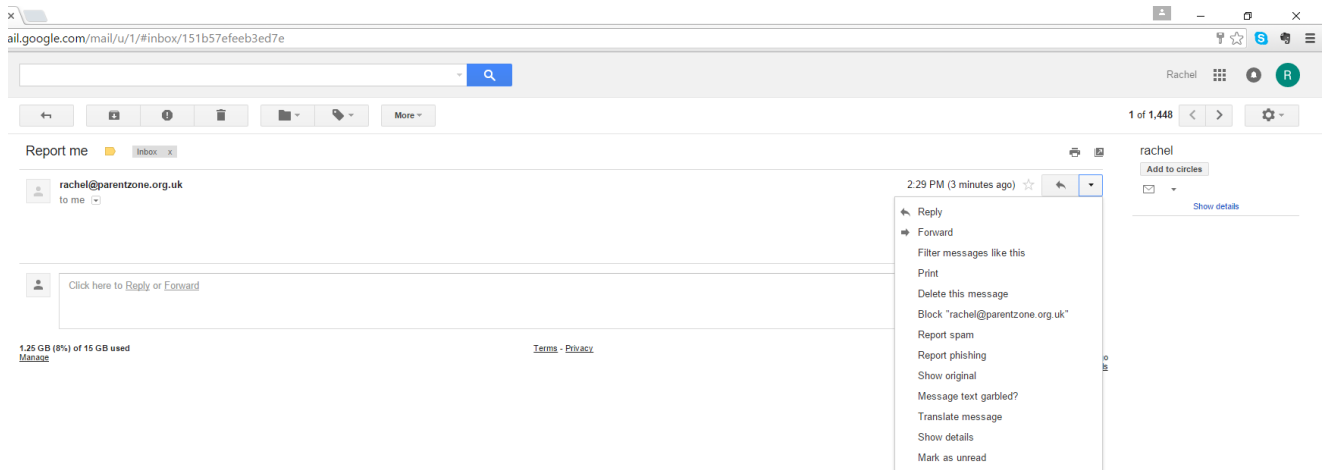 ail.google.com/mail/u/1/#inbox/151b57efeeb3ed7e
Rachel
R
More
1 of 1,448
Report me
Inbox x
rachel
Add to circles
Show details
rachel@parentzone.org.uk
2:29 PM (3 minutes ago)
to me
Reply
Forward
Filter messages like this
Print
Delete this message
Block "rachel@parentzone.org.uk"
Report spam
Report phishing
Show original
Message text garbled?
Translate message
Show details
Mark as unread
Click here to Reply or Forward
1.25 GB (8%) of 15 GB used
Manage
Terms - Privacy